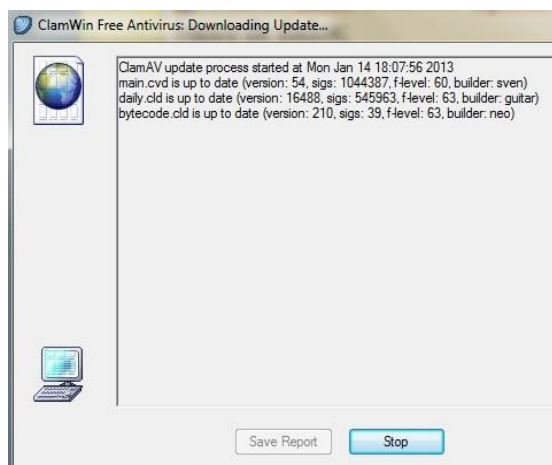 ClamWin Free Antivirus: Downloading Update...
ClamAV update process started at Mon Jan 14 18:07:56 2013
main.cvd is up to date (version: 54, sigs: 1044387, f-level: 60, builder: sven)
daily.cld is up to date (version: 16488, sigs: 545963, f-level: 63, builder: guitar)
bytecode.cld is up to date (version: 210, sigs: 39, f-level: 63, builder: neo)
Save Report
Stop